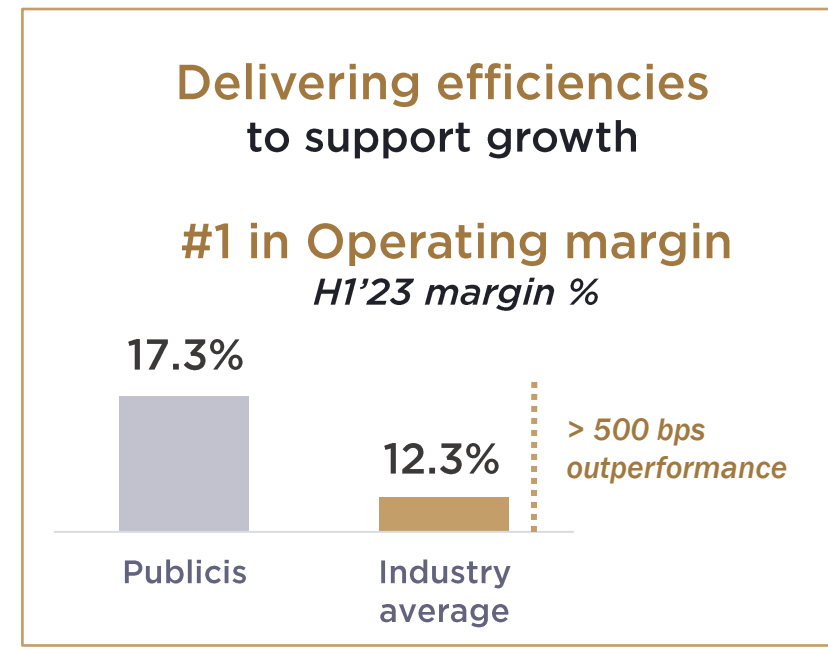 Delivering efficiencies
to support growth
#1 in Operating margin
H1’23 margin %
17.3%
12.3%
> 500 bps
outperformance
Publicis
Industry
average